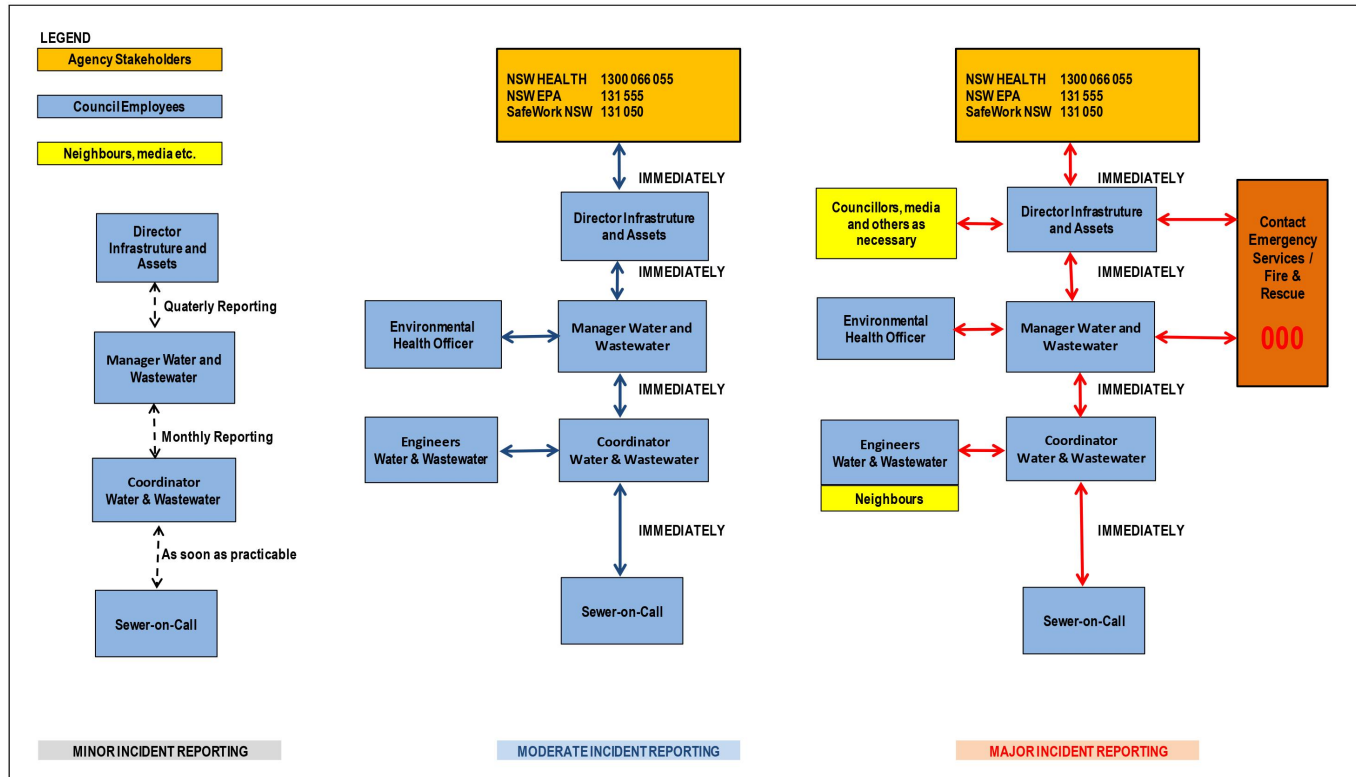 LEGEND
Agency Stakeholders
Council Employees
Neighbours, media etc.
Director
Infrastruture and
Assets
Quaterly Reporting
Manager Water and
Wastewater
Monthly Reporting
Coordinator
Water & Wastewater
As soon as practicable
Sewer-on-Call
MINOR INCIDENT REPORTING
NSW HEALTH 1300 066 055
NSW EPA 131 555
SafeWork NSW 131 050
IMMEDIATELY
Director Infrastruture
and Assets
IMMEDIATELY
Environmental
Health Officer
Manager Water and
Wastewater
IMMEDIATELY
Engineers
Water & Wastewater
Coordinator
Water & Wastewater
IMMEDIATELY
Sewer-on-Call
MODERATE INCIDENT REPORTING
NSW HEALTH 1300 066 055
NSW EPA 131 555
SafeWork NSW 131 050
IMMEDIATELY
Councillors, media
and others as
necessary
Director Infrastruture
and Assets
Contact
Emergency
Services /
Fire &
Rescue
000
IMMEDIATELY
Environmental
Health Officer
Manager Water and
Wastewater
IMMEDIATELY
Engineers
Water & Wastewater
Neighbours
Coordinator
Water & Wastewater
IMMEDIATELY
Sewer-on-Call
MAJOR INCIDENT REPORTING